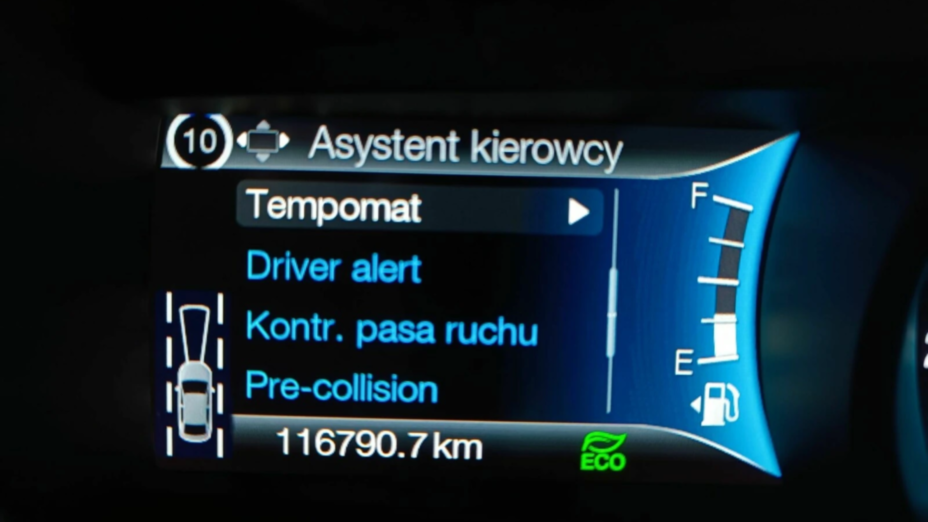 10 Asystent kierowcy
F
Tempomat
Driver alert
Kontr. pasa ruchu
E
Pre-collision
116790.7 km
ECO